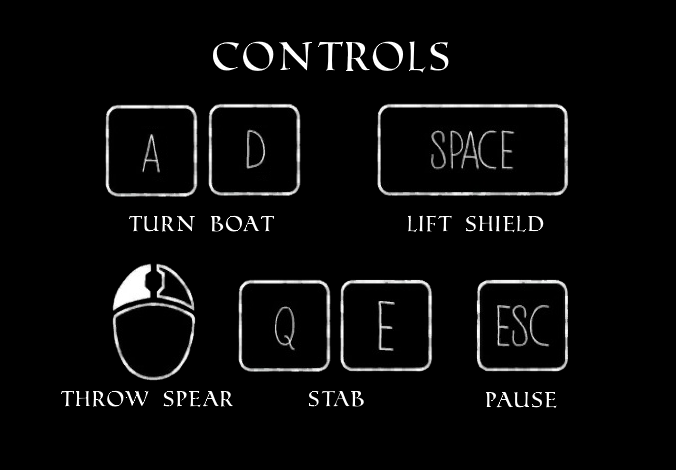 CONTROLS
A D SPACE
TURN BOAT LIFT SHIELD
Q E ESC
THROW SPEAR STAB PAUSE